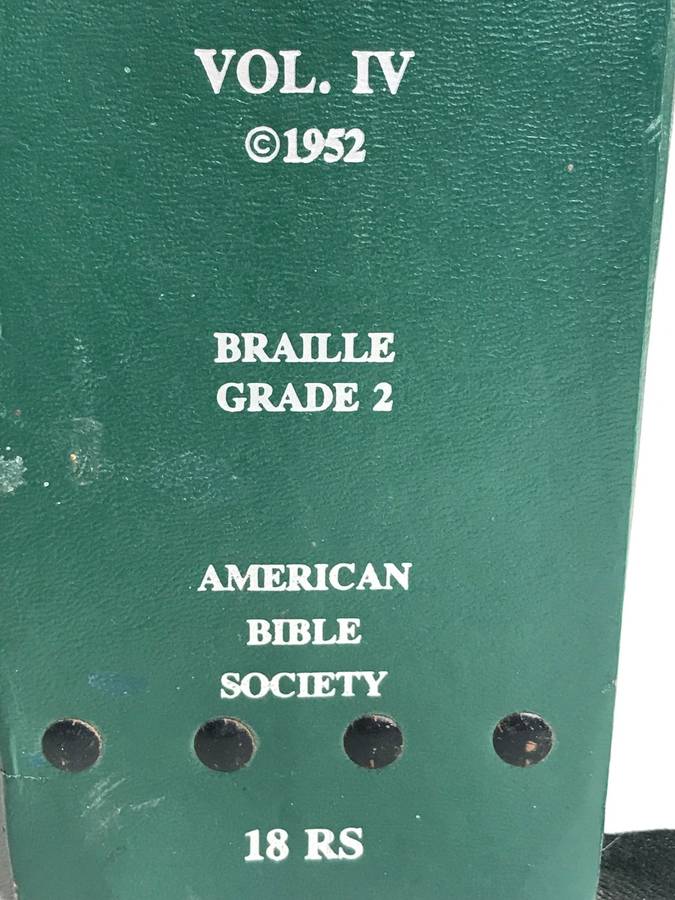 VOL. IV
©1952
BRAILLE
GRADE 2
AMERICAN
BIBLE
SOCIETY
18 RS